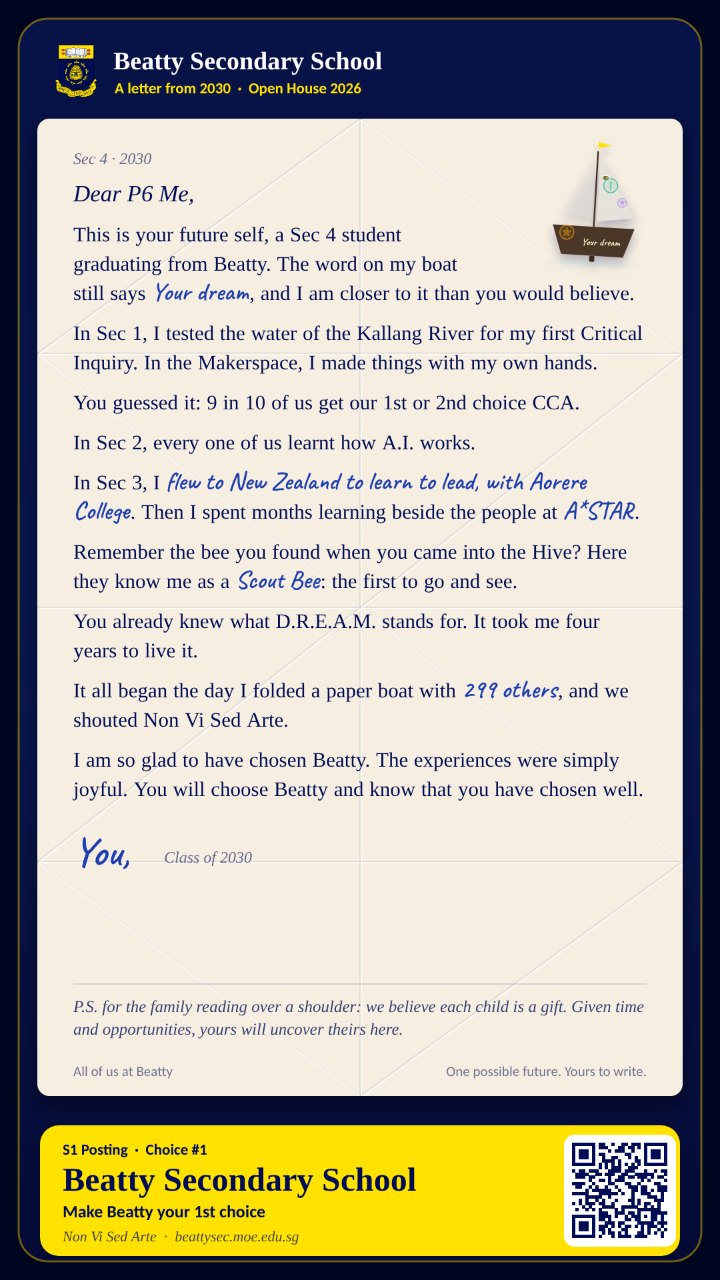 Beatty Secondary School
A letter from 2030 · Open House 2026
Sec 4 · 2030
Dear P6 Me,
Your dream
This is your future self, a Sec 4 student
graduating from Beatty. The word on my boat
still says Your dream, and I am closer to it than you would believe.
In Sec 1, I tested the water of the Kallang River for my first Critical
Inquiry. In the Makerspace, I made things with my own hands.
You guessed it: 9 in 10 of us get our 1st or 2nd choice CCA.
In Sec 2, every one of us learnt how A.I. works.
In Sec 3, I flew to New Zealand to learn to lead, with Aorere
College. Then I spent months learning beside the people at A*STAR.
Remember the bee you found when you came into the Hive? Here
they know me as a Scout Bee: the first to go and see.
You already knew what D.R.E.A.M. stands for. It took me four
years to live it.
It all began the day I folded a paper boat with 299 others, and we
shouted Non Vi Sed Arte.
I am so glad to have chosen Beatty. The experiences were simply
joyful. You will choose Beatty and know that you have chosen well.
You,
Class of 2030
P.S. for the family reading over a shoulder: we believe each child is a gift. Given time
and opportunities, yours will uncover theirs here.
All of us at Beatty
One possible future. Yours to write.
S1 Posting · Choice #1
Beatty Secondary School
Make Beatty your 1st choice
Non Vi Sed Arte · beattysec.moe.edu.sg